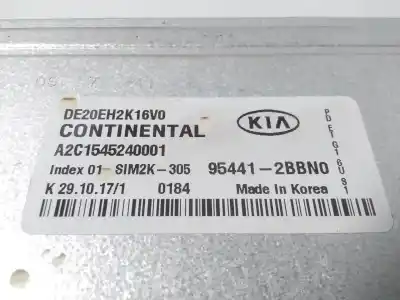 DE20EH2K16V0
CONTINENTAL
A2C1545240001
Index 01 SIM2K-305
K 29.10.17/1 0184
KIA
95441-2BBN0
Made in Korea